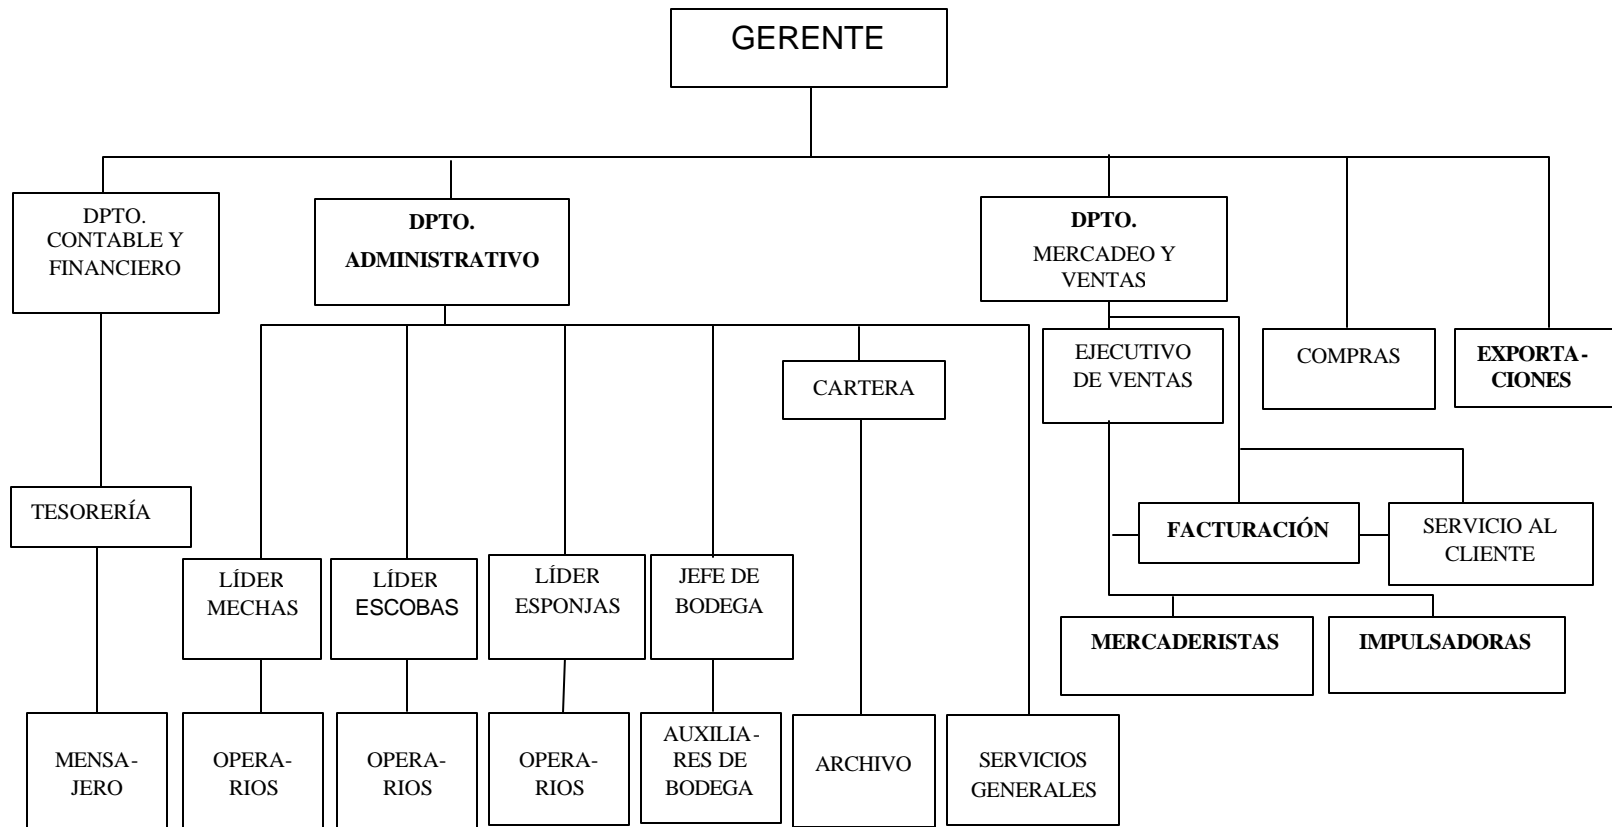 GERENTE
DPTO.
CONTABLE Y
FINANCIERO
DPTO.
ADMINISTRATIVO
DPTO.
MERCADEO Y
VENTAS
EJECUTIVO
DE VENTAS
COMPRAS
EXPORTA-
CIONES
CARTERA
TESORERÍA
FACTURACIÓN
SERVICIO AL
CLIENTE
LÍDER
MECHAS
LÍDER
ESCOBAS
LÍDER
ESPONJAS
JEFE DE
BODEGA
MERCADERISTAS
IMPULSADORAS
MENSA-
JERO
OPERA-
RIOS
OPERA-
RIOS
OPERA-
RIOS
AUXILIA-
RES DE
BODEGA
ARCHIVO
SERVICIOS
GENERALES